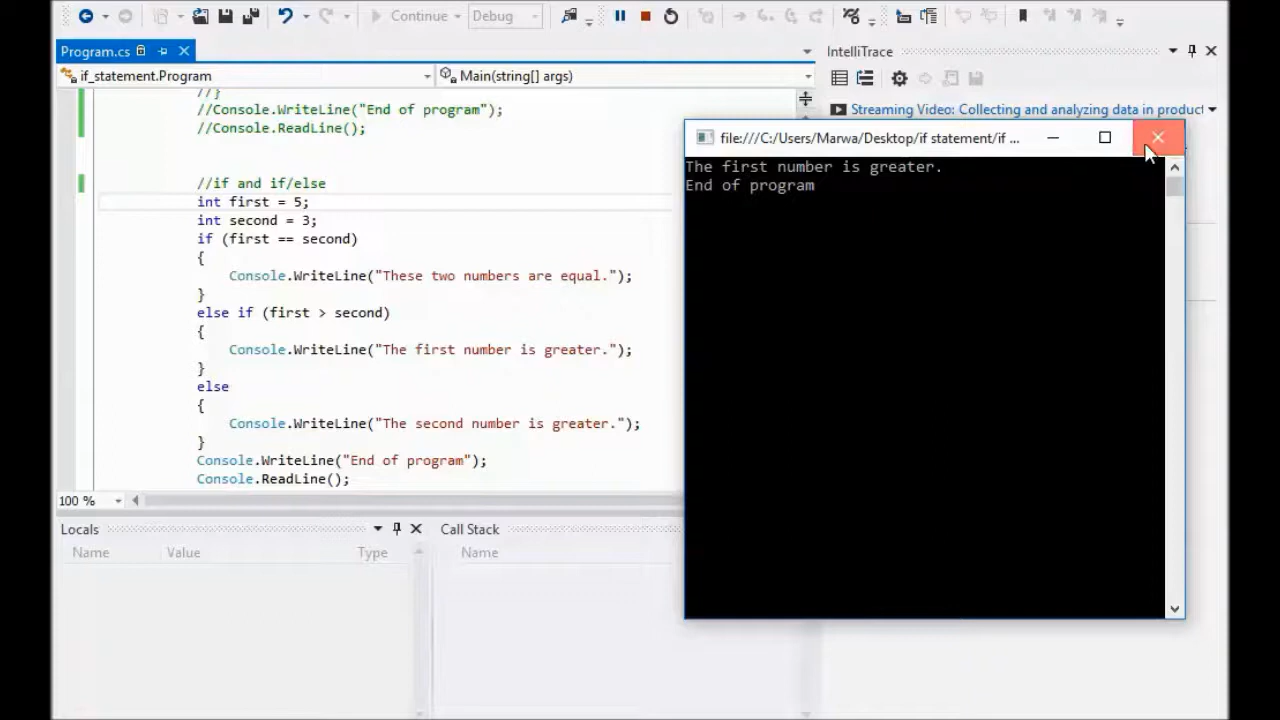 Continue
Debug
Program.cs
if_statement.Program
Main(string[] args)
//}
//Console.WriteLine("End of program");
//Console.ReadLine();
//if and if/else
int first = 5;
int second = 3;
if (first == second)
{
Console.WriteLine("These two numbers are equal.");
}
else if (first > second)
{
Console.WriteLine("The first number is greater.");
}
else
{
Console.WriteLine("The second number is greater.");
}
Console.WriteLine("End of program");
Console.ReadLine();
100 %
IntelliTrace
Streaming Video: Collecting and analyzing data in product
file:///C:/Users/Marwa/Desktop/if statement/if ...
The first number is greater.
End of program
Locals
Name Value Type
Call Stack
Name